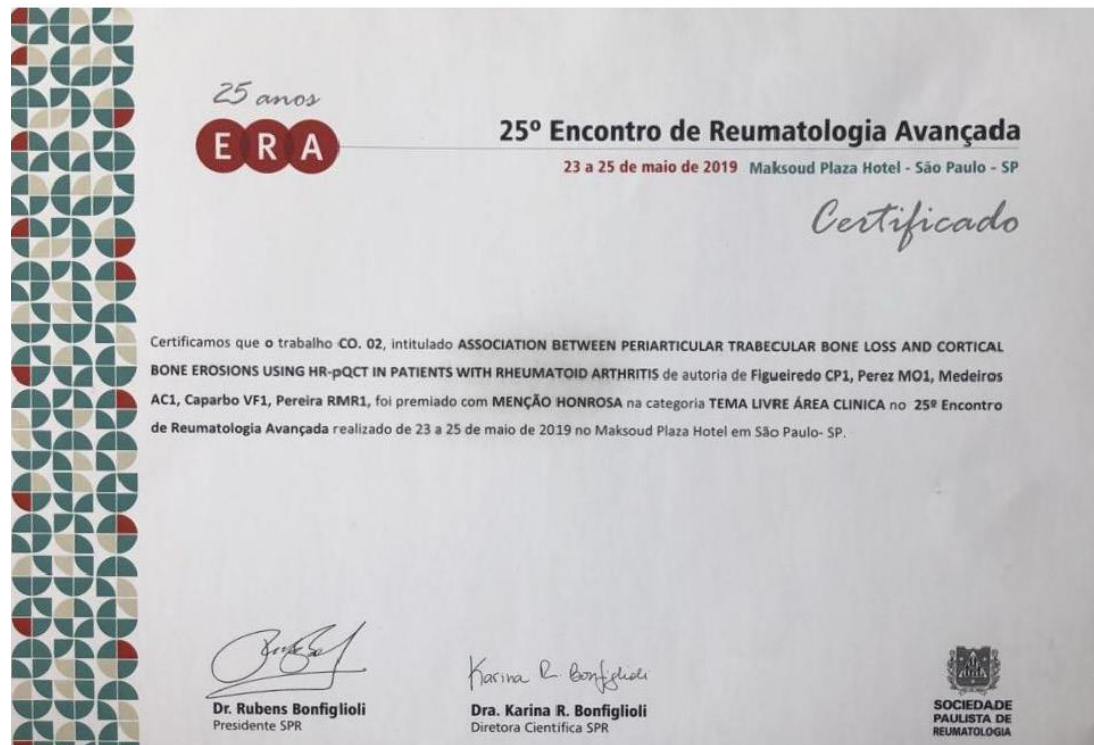 25 anos
E R A
25º Encontro de Reumatologia Avançada
23 a 25 de maio de 2019 Maksoud Plaza Hotel - São Paulo - SP
Certificado
Certificamos que o trabalho CO. 02, intitulado ASSOCIATION BETWEEN PERIARTICULAR TRABECULAR BONE LOSS AND CORTICAL
BONE EROSIONS USING HR-pQCT IN PATIENTS WITH RHEUMATOID ARTHRITIS de autoria de Figueiredo CP1, Perez MO1, Medeiros
AC1, Caparbo VF1, Pereira RMR1, foi premiado com MENÇÃO HONROSA na categoria TEMA LIVRE ÁREA CLINICA no 25º Encontro
de Reumatologia Avançada realizado de 23 a 25 de maio de 2019 no Maksoud Plaza Hotel em São Paulo- SP.
Karina R. Bonfiglioli
Dr. Rubens Bonfiglioli
Presidente SPR
Dra. Karina R. Bonfiglioli
Diretora Científica SPR
SOCIEDADE
PAULISTA DE
REUMATOLOGIA